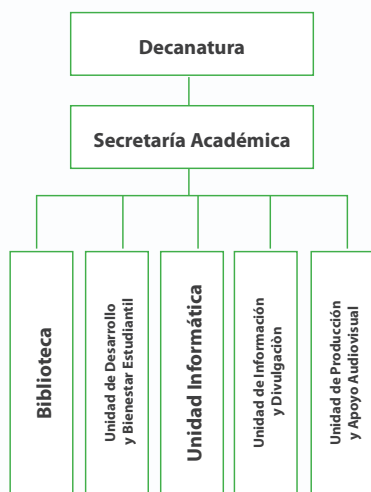 Decanatura
Secretaría Académica
Biblioteca
Unidad de Desarrollo
y Bienestar Estudiantil
Unidad Informática
Unidad de Información
y Divulgaciòn
Unidad de Producción
y Apoyo Audiovisual